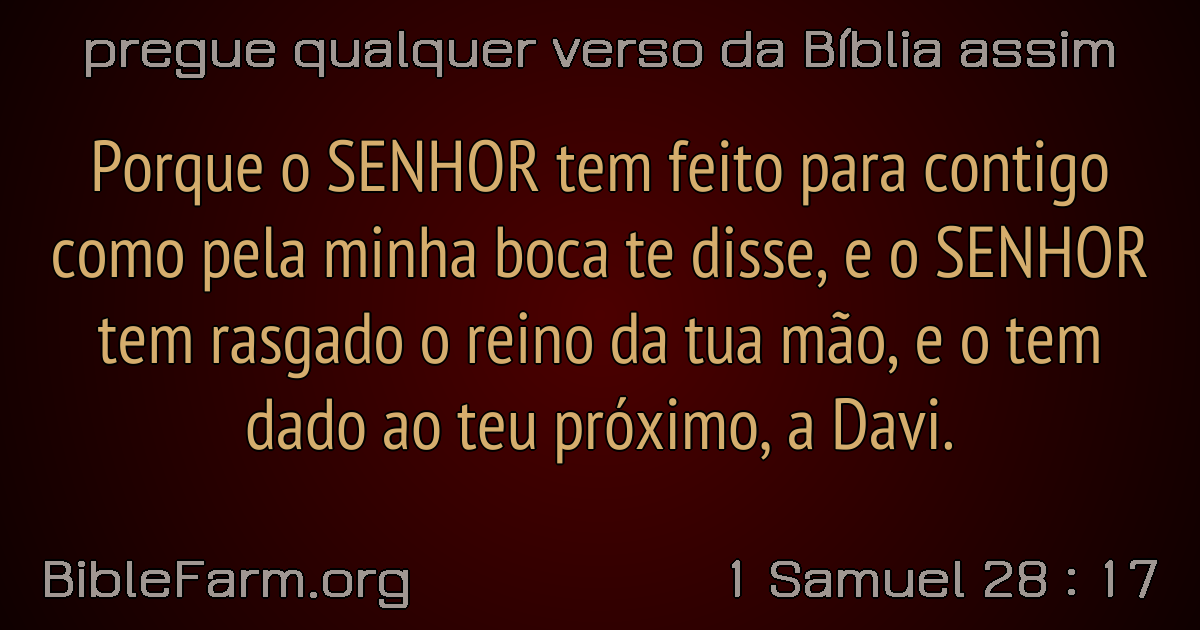 pregue qualquer verso da Bíblia assim
Porque o SENHOR tem feito para contigo
como pela minha boca te disse, e o SENHOR
tem rasgado o reino da tua mão, e o tem
dado ao teu próximo, a Davi.
BibleFarm.org
1 Samuel 28 : 17